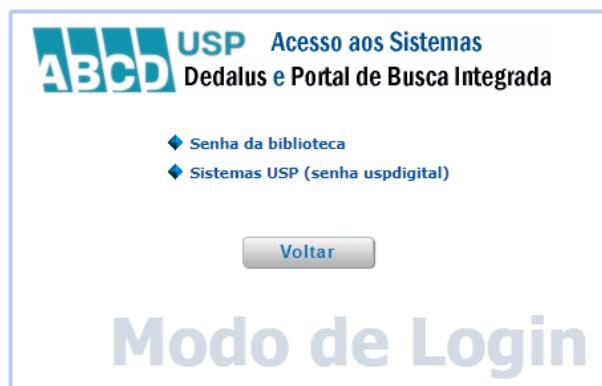 ABCD USP Acesso aos Sistemas
Dedalus e Portal de Busca Integrada
Senha da biblioteca
Sistemas USP (senha uspdigital)
Voltar
Modo de Login